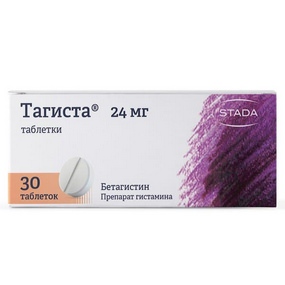 Тагиста® 24 мг
таблетки
STADA
30
таблеток
Бетагистин
Препарат гистамина